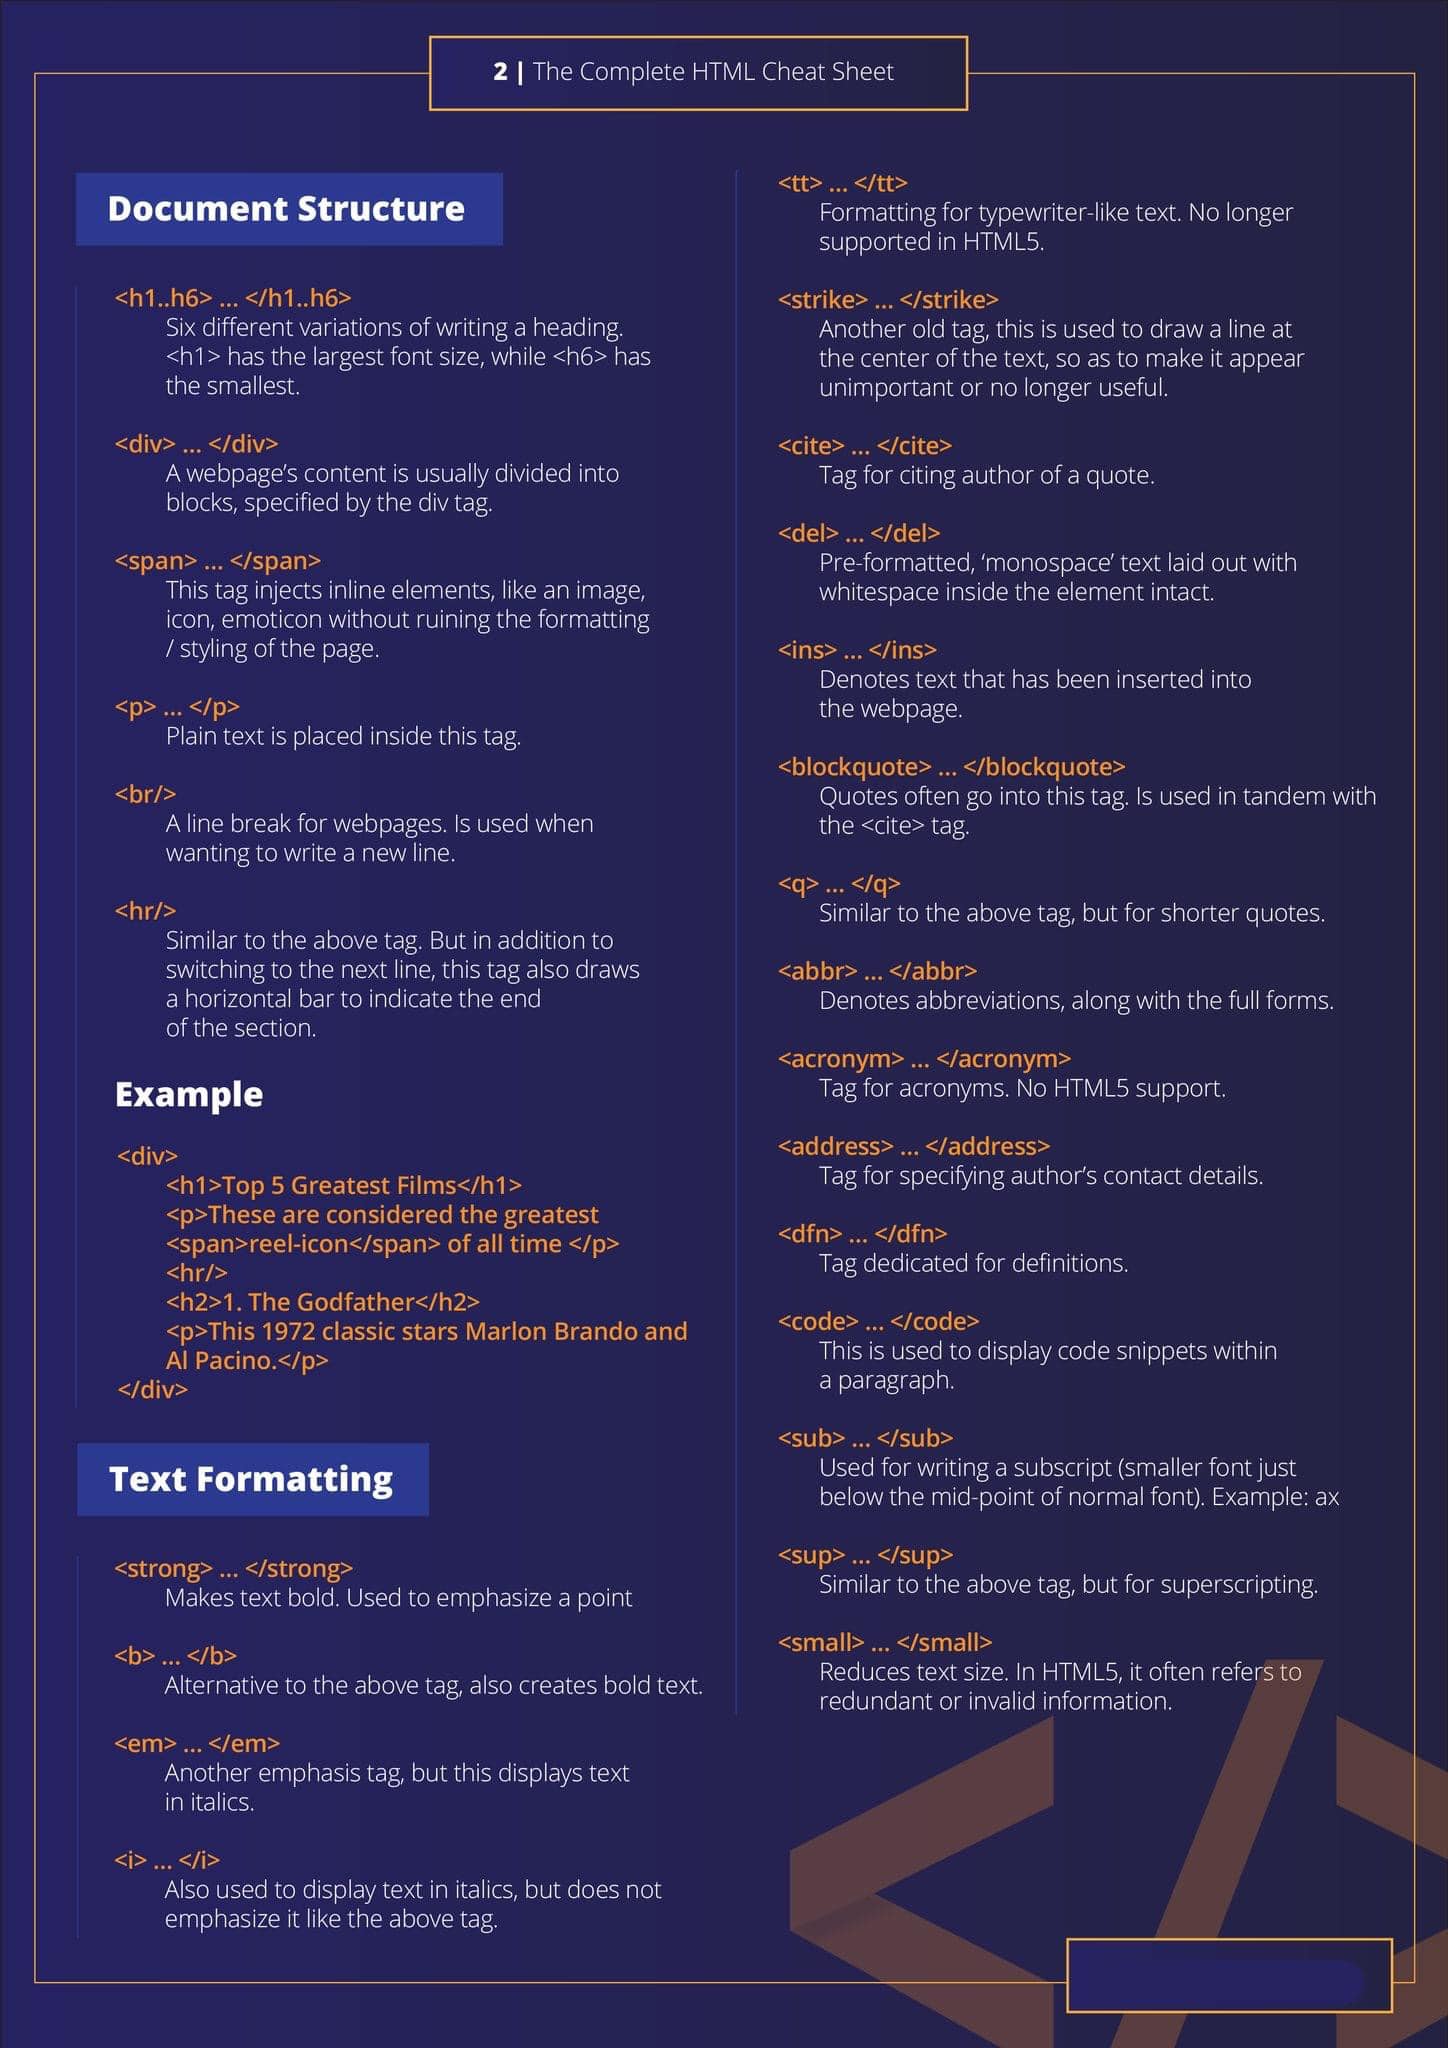 2 | The Complete HTML Cheat Sheet
Document Structure
<h1..h6> ... </h1..h6>
Six different variations of writing a heading.
<h1> has the largest font size, while <h6> has
the smallest.
<div> ... </div>
A webpage’s content is usually divided into
blocks, specified by the div tag.
<span> ... </span>
This tag injects inline elements, like an image,
icon, emoticon without ruining the formatting
/ styling of the page.
<p> ... </p>
Plain text is placed inside this tag.
<br/>
A line break for webpages. Is used when
wanting to write a new line.
<hr/>
Similar to the above tag. But in addition to
switching to the next line, this tag also draws
a horizontal bar to indicate the end
of the section.
Example
<div>
<h1>Top 5 Greatest Films</h1>
<p>These are considered the greatest
<span>reel-icon</span> of all time </p>
<hr/>
<h2>1. The Godfather</h2>
<p>This 1972 classic stars Marlon Brando and
Al Pacino.</p>
</div>
Text Formatting
<strong> ... </strong>
Makes text bold. Used to emphasize a point
<b> ... </b>
Alternative to the above tag, also creates bold text.
<em> ... </em>
Another emphasis tag, but this displays text
in italics.
<i> ... </i>
Also used to display text in italics, but does not
emphasize it like the above tag.
<tt> ... </tt>
Formatting for typewriter-like text. No longer
supported in HTML5.
<strike> ... </strike>
Another old tag, this is used to draw a line at
the center of the text, so as to make it appear
unimportant or no longer useful.
<cite> ... </cite>
Tag for citing author of a quote.
<del> ... </del>
Pre-formatted, ‘monospace’ text laid out with
whitespace inside the element intact.
<ins> ... </ins>
Denotes text that has been inserted into
the webpage.
<blockquote> ... </blockquote>
Quotes often go into this tag. Is used in tandem with
the <cite> tag.
<q> ... </q>
Similar to the above tag, but for shorter quotes.
<abbr> ... </abbr>
Denotes abbreviations, along with the full forms.
<acronym> ... </acronym>
Tag for acronyms. No HTML5 support.
<address> ... </address>
Tag for specifying author’s contact details.
<dfn> ... </dfn>
Tag dedicated for definitions.
<code> ... </code>
This is used to display code snippets within
a paragraph.
<sub> ... </sub>
Used for writing a subscript (smaller font just
below the mid-point of normal font). Example: ax
<sup> ... </sup>
Similar to the above tag, but for superscripting.
<small> ... </small>
Reduces text size. In HTML5, it often refers to
redundant or invalid information.